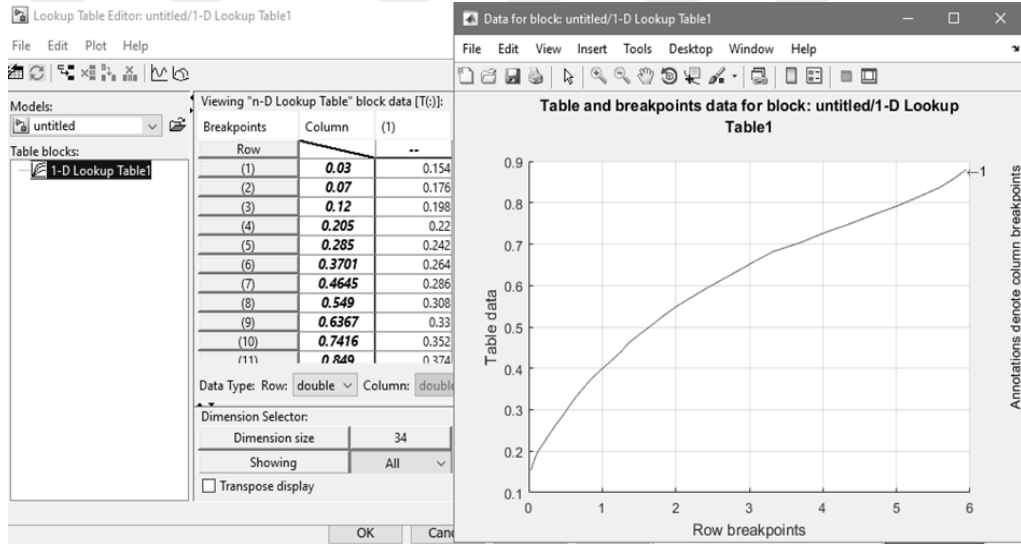 Lookup Table Editor: untitled/1-D Lookup Table1
File Edit Plot Help
Models:
untitled
Table blocks:
1-D Lookup Table1
Viewing "n-D Lookup Table" block data [T(:)]:
Breakpoints Column (1)
Row --
(1) 0.03 0.154
(2) 0.07 0.176
(3) 0.12 0.198
(4) 0.205 0.22
(5) 0.285 0.242
(6) 0.3701 0.264
(7) 0.4645 0.286
(8) 0.549 0.308
(9) 0.6367 0.33
(10) 0.7416 0.352
(11) 0.849 0.374
Data Type: Row: double Column: double
Dimension Selector:
Dimension size 34
Showing All
Transpose display
OK Canc
Data for block: untitled/1-D Lookup Table1
File Edit View Insert Tools Desktop Window Help
Table and breakpoints data for block: untitled/1-D Lookup
Table1
0.9
0.8
0.7
0.6
0.5
0.4
0.3
0.2
0.1
Table data
0 1 2 3 4 5 6
Row breakpoints
←1
Annotations denote column breakpoints